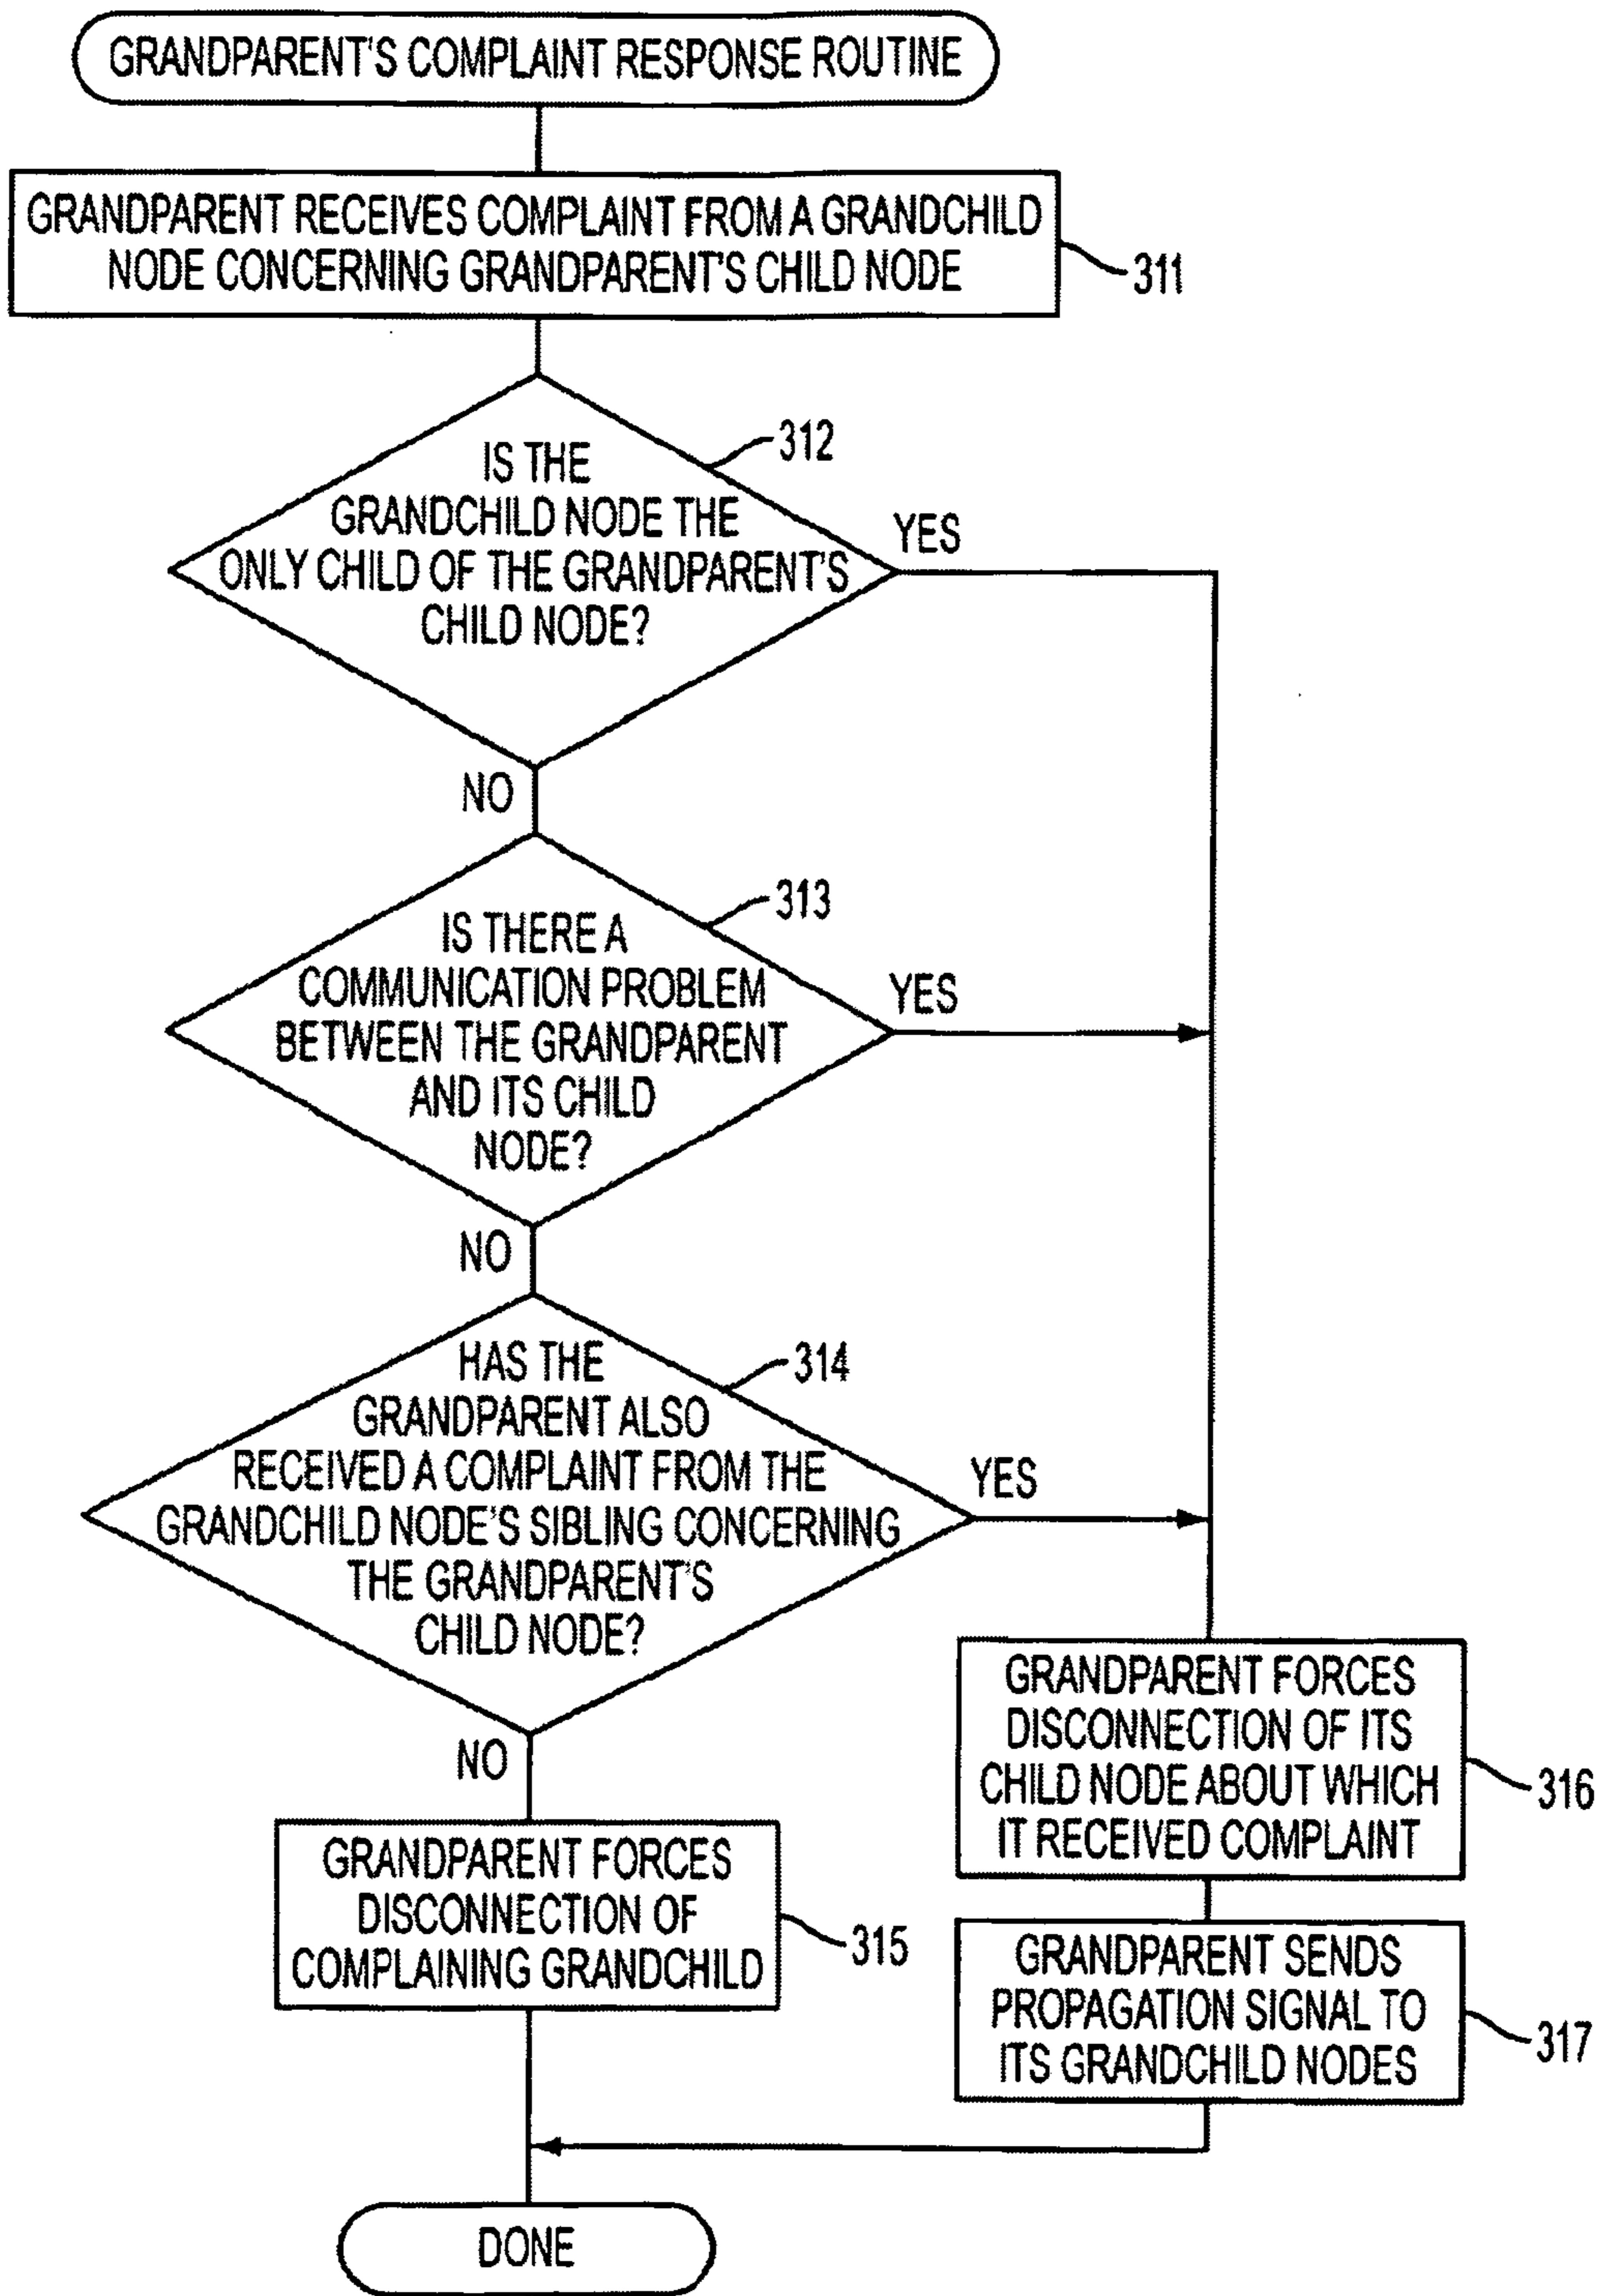 GRANDPARENT'S COMPLAINT RESPONSE ROUTINE
GRANDPARENT RECEIVES COMPLAINT FROM A GRANDCHILD
NODE CONCERNING GRANDPARENT'S CHILD NODE
311
IS THE
GRANDCHILD NODE THE
ONLY CHILD OF THE GRANDPARENT'S
CHILD NODE?
312
YES
NO
IS THERE A
COMMUNICATION PROBLEM
BETWEEN THE GRANDPARENT
AND ITS CHILD
NODE?
313
YES
NO
HAS THE
GRANDPARENT ALSO
RECEIVED A COMPLAINT FROM THE
GRANDCHILD NODE'S SIBLING CONCERNING
THE GRANDPARENT'S
CHILD NODE?
314
YES
NO
GRANDPARENT FORCES
DISCONNECTION OF
COMPLAINING GRANDCHILD
315
GRANDPARENT FORCES
DISCONNECTION OF ITS
CHILD NODE ABOUT WHICH
IT RECEIVED COMPLAINT
316
GRANDPARENT SENDS
PROPAGATION SIGNAL TO
ITS GRANDCHILD NODES
317
DONE